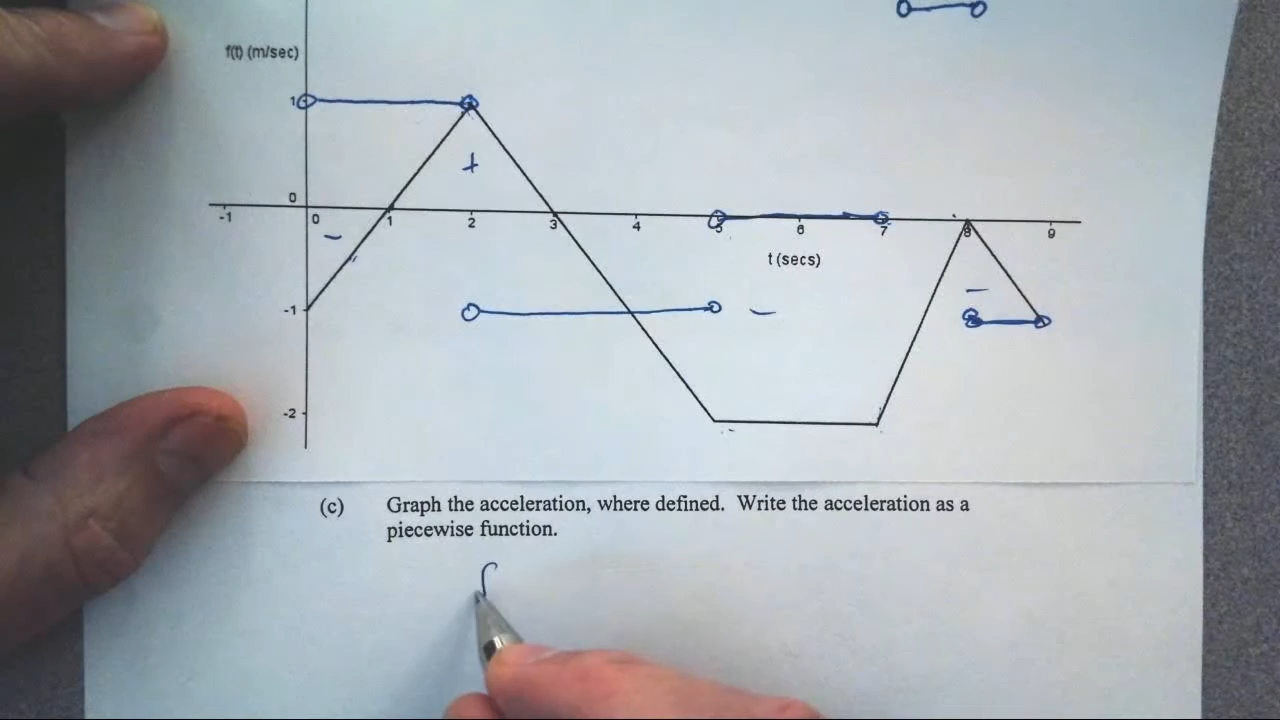 f(t) (m/sec)
1
0
-1 0 1 2 3 4 5 6 7 8 9
t (secs)
-1
-2
+
(c) Graph the acceleration, where defined. Write the acceleration as a
piecewise function.